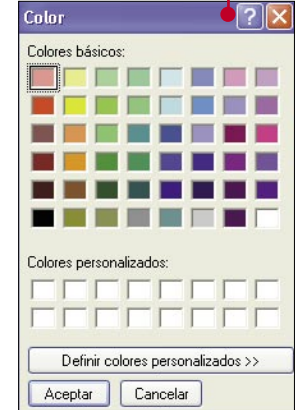 Color
Colores básicos:
Colores personalizados:
Definir colores personalizados >>
Aceptar Cancelar